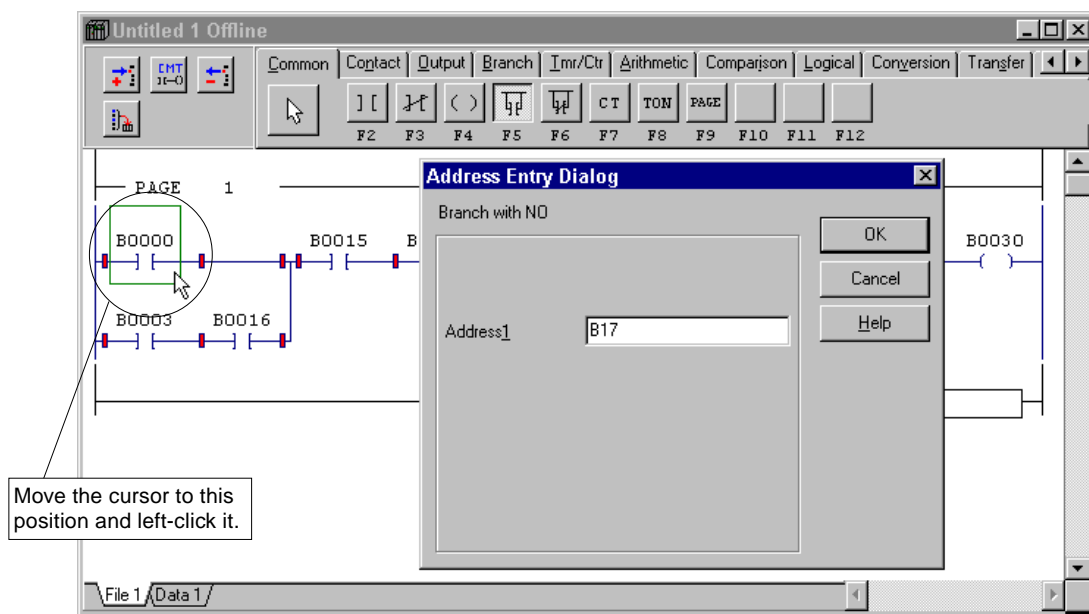 Untitled 1 Offline
CMT
Common Contact Output Branch Tmr/Ctr Arithmetic Comparison Logical Conversion Transfer
CT TON PAGE
F2 F3 F4 F5 F6 F7 F8 F9 F10 F11 F12
Address Entry Dialog
PAGE 1
Branch with NO
OK
B0000 B0015 B B0030
Cancel
B0003 B0016
Address1 B17
Help
Move the cursor to this
position and left-click it.
File 1 Data 1